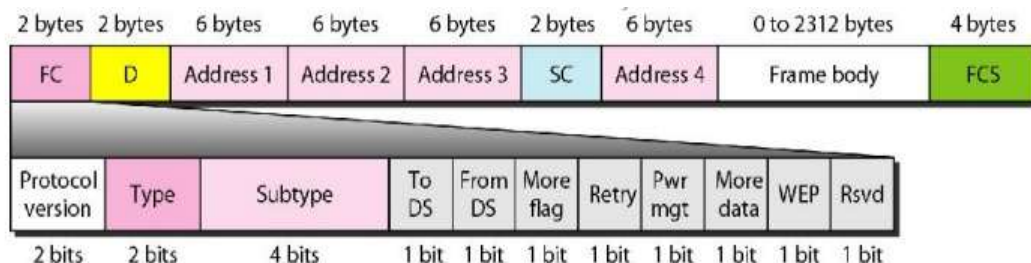 2 bytes 2 bytes 6 bytes 6 bytes 6 bytes 2 bytes 6 bytes 0 to 2312 bytes 4 bytes
FC D Address 1 Address 2 Address 3 SC Address 4 Frame body FCS
Protocol version Type Subtype To DS From DS More flag Retry Pwr mgt More data WEP Rsvd
2 bits 2 bits 4 bits 1 bit 1 bit 1 bit 1 bit 1 bit 1 bit 1 bit 1 bit